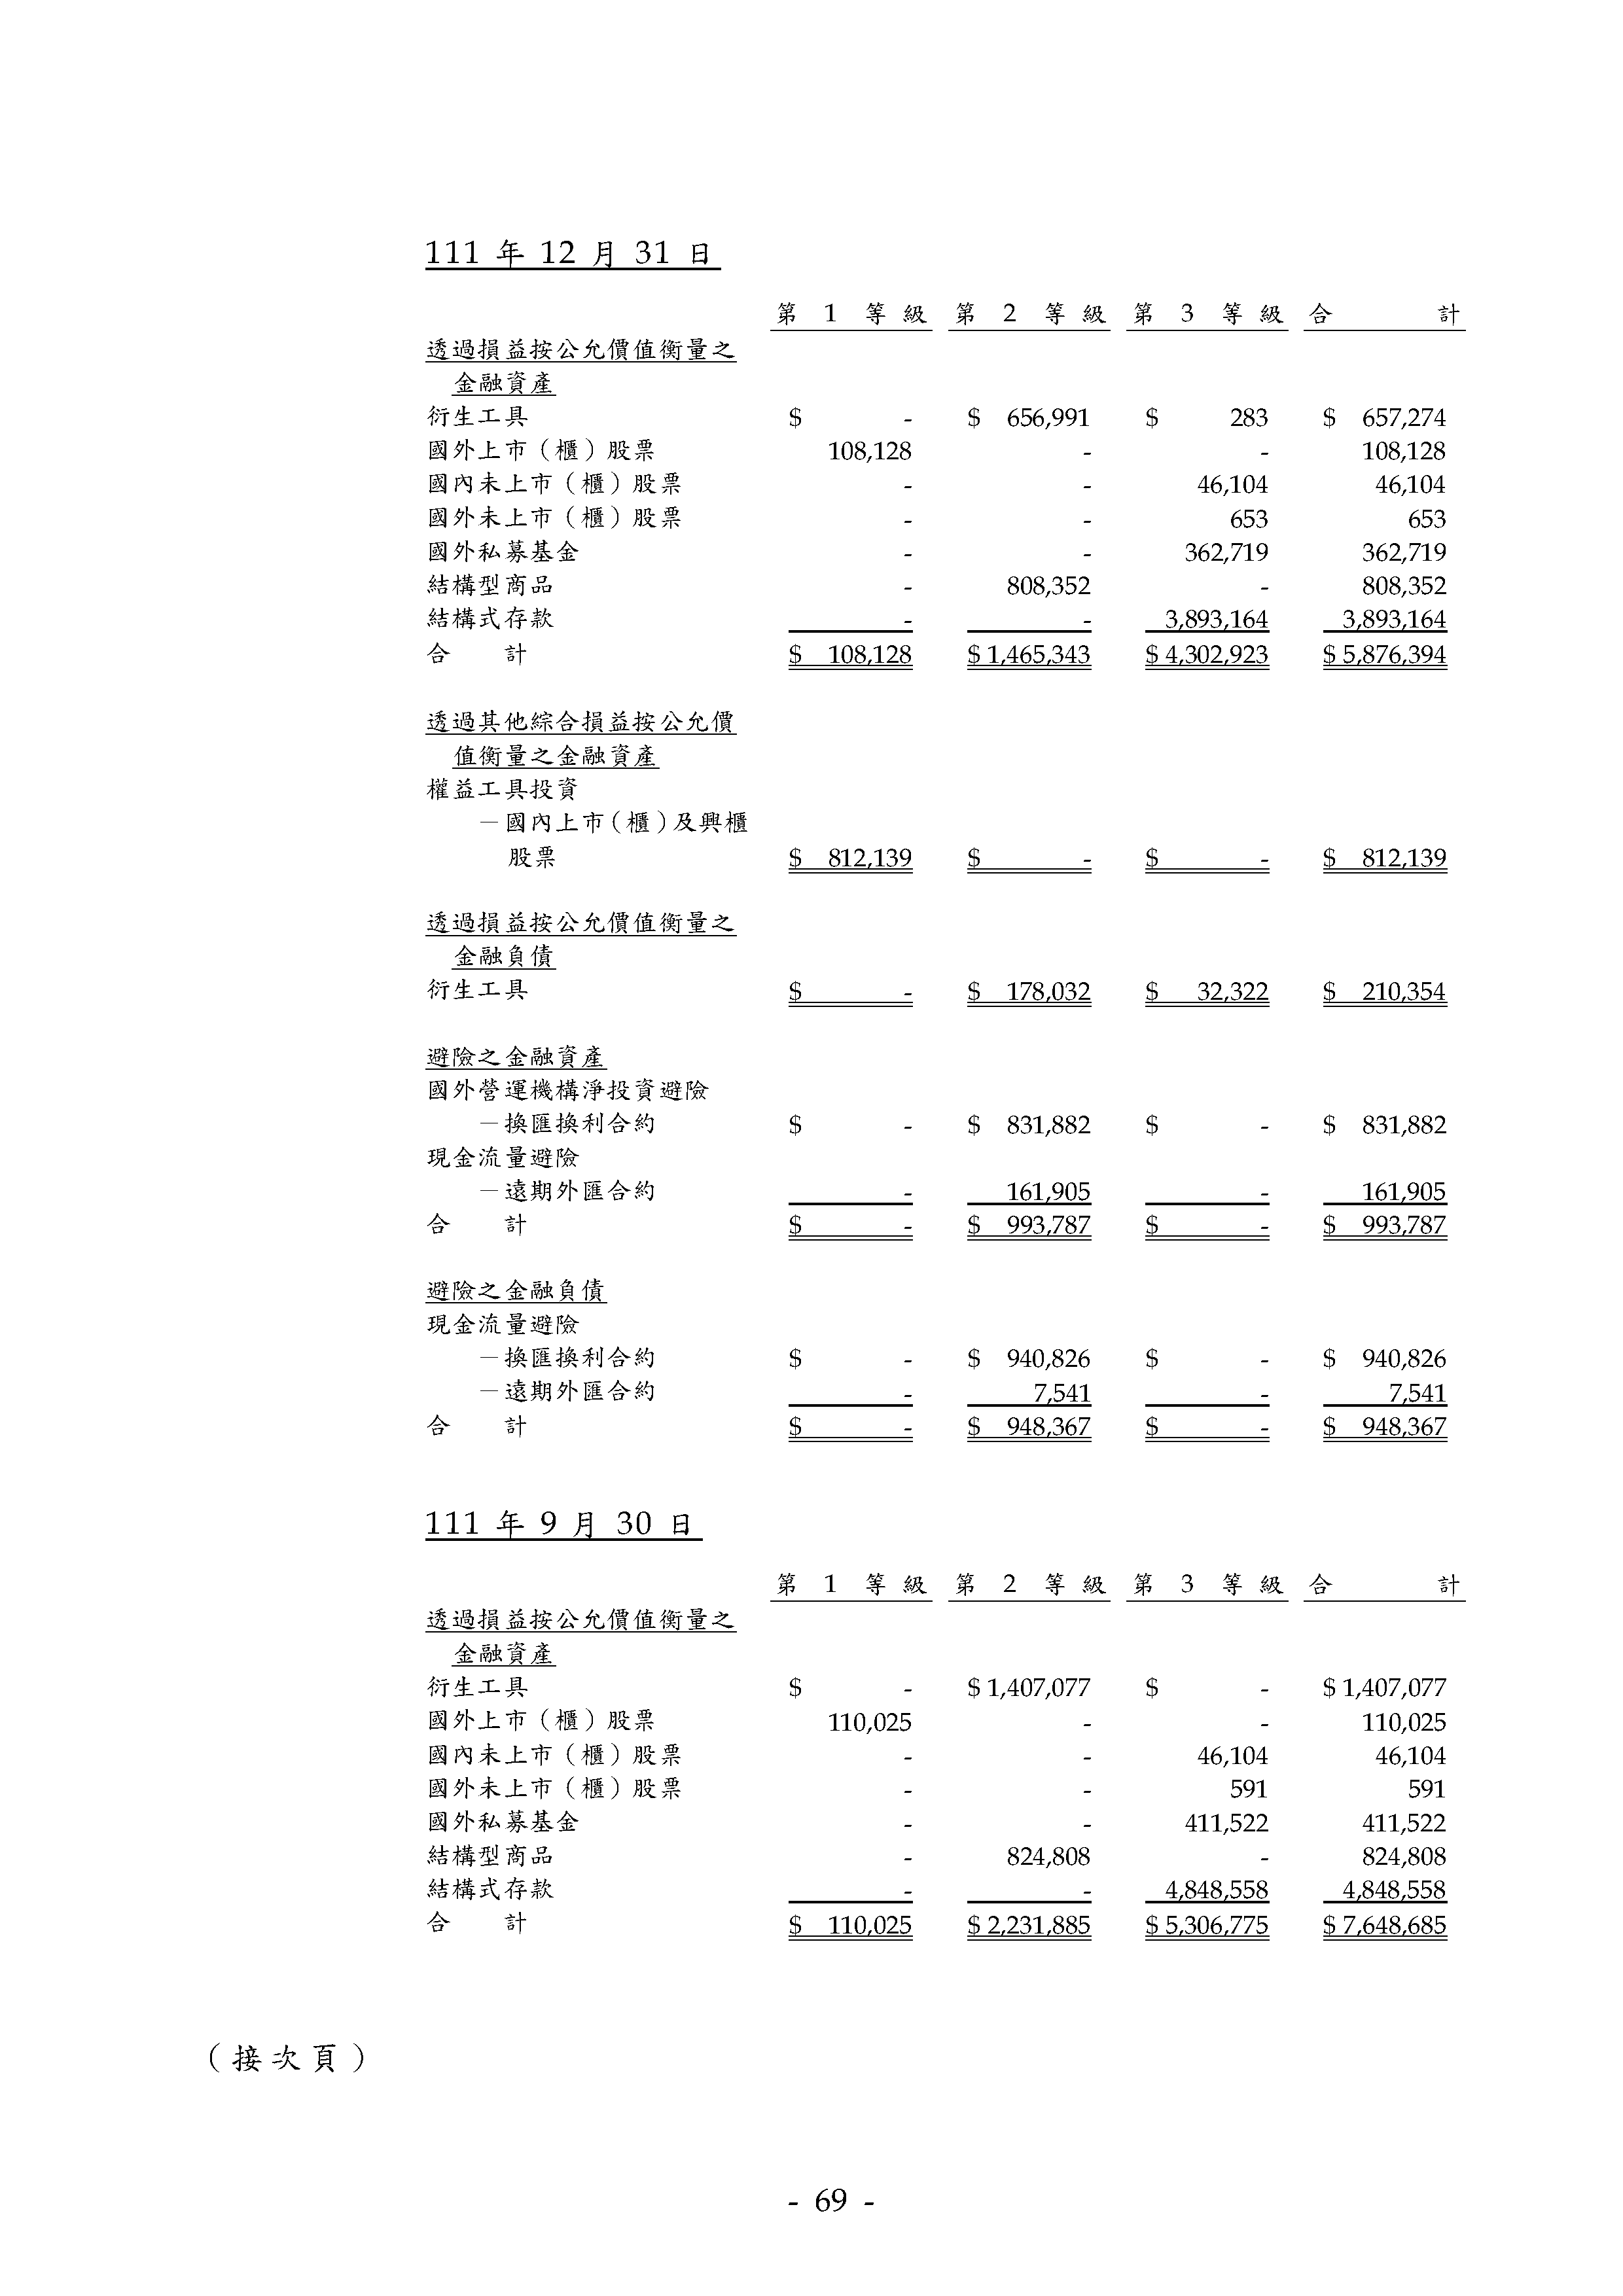 111 年 12 月 31 日
第 1 等級 第 2 等級 第 3 等級 合計
透過損益按公允價值衡量之
金融資產
衍生工具 $ - $ 656,991 $ 283 $ 657,274
國外上市（櫃）股票 108,128 - - 108,128
國內未上市（櫃）股票 - - 46,104 46,104
國外未上市（櫃）股票 - - 653 653
國外私募基金 - - 362,719 362,719
結構型商品 - 808,352 - 808,352
結構式存款 - - 3,893,164 3,893,164
合計 $ 108,128 $ 1,465,343 $ 4,302,923 $ 5,876,394
透過其他綜合損益按公允價
值衡量之金融資產
權益工具投資
－國內上市（櫃）及興櫃
股票 $ 812,139 $ - $ - $ 812,139
透過損益按公允價值衡量之
金融負債
衍生工具 $ - $ 178,032 $ 32,322 $ 210,354
避險之金融資產
國外營運機構淨投資避險
－換匯換利合約 $ - $ 831,882 $ - $ 831,882
現金流量避險
－遠期外匯合約 - 161,905 - 161,905
合計 $ - $ 993,787 $ - $ 993,787
避險之金融負債
現金流量避險
－換匯換利合約 $ - $ 940,826 $ - $ 940,826
－遠期外匯合約 - 7,541 - 7,541
合計 $ - $ 948,367 $ - $ 948,367
111 年 9 月 30 日
第 1 等級 第 2 等級 第 3 等級 合計
透過損益按公允價值衡量之
金融資產
衍生工具 $ - $ 1,407,077 $ - $ 1,407,077
國外上市（櫃）股票 110,025 - - 110,025
國內未上市（櫃）股票 - - 46,104 46,104
國外未上市（櫃）股票 - - 591 591
國外私募基金 - - 411,522 411,522
結構型商品 - 824,808 - 824,808
結構式存款 - - 4,848,558 4,848,558
合計 $ 110,025 $ 2,231,885 $ 5,306,775 $ 7,648,685
（接次頁）
- 69 -